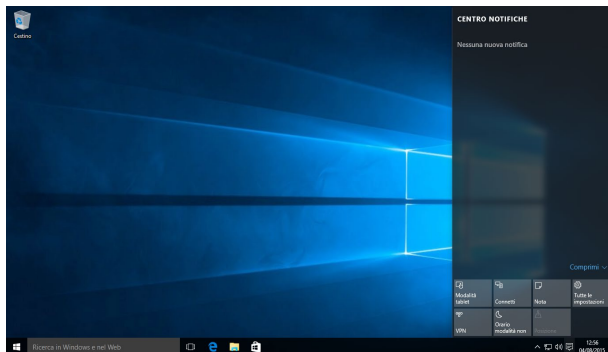 Cestino
CENTRO NOTIFICHE
Nessuna nuova notifica
Comprimi
Modalità
tablet
Connetti
Nota
Tutte le
impostazioni
VPN
Orario
modalità non
Posizione
Ricerca in Windows e nel Web
12:56
04/08/2015